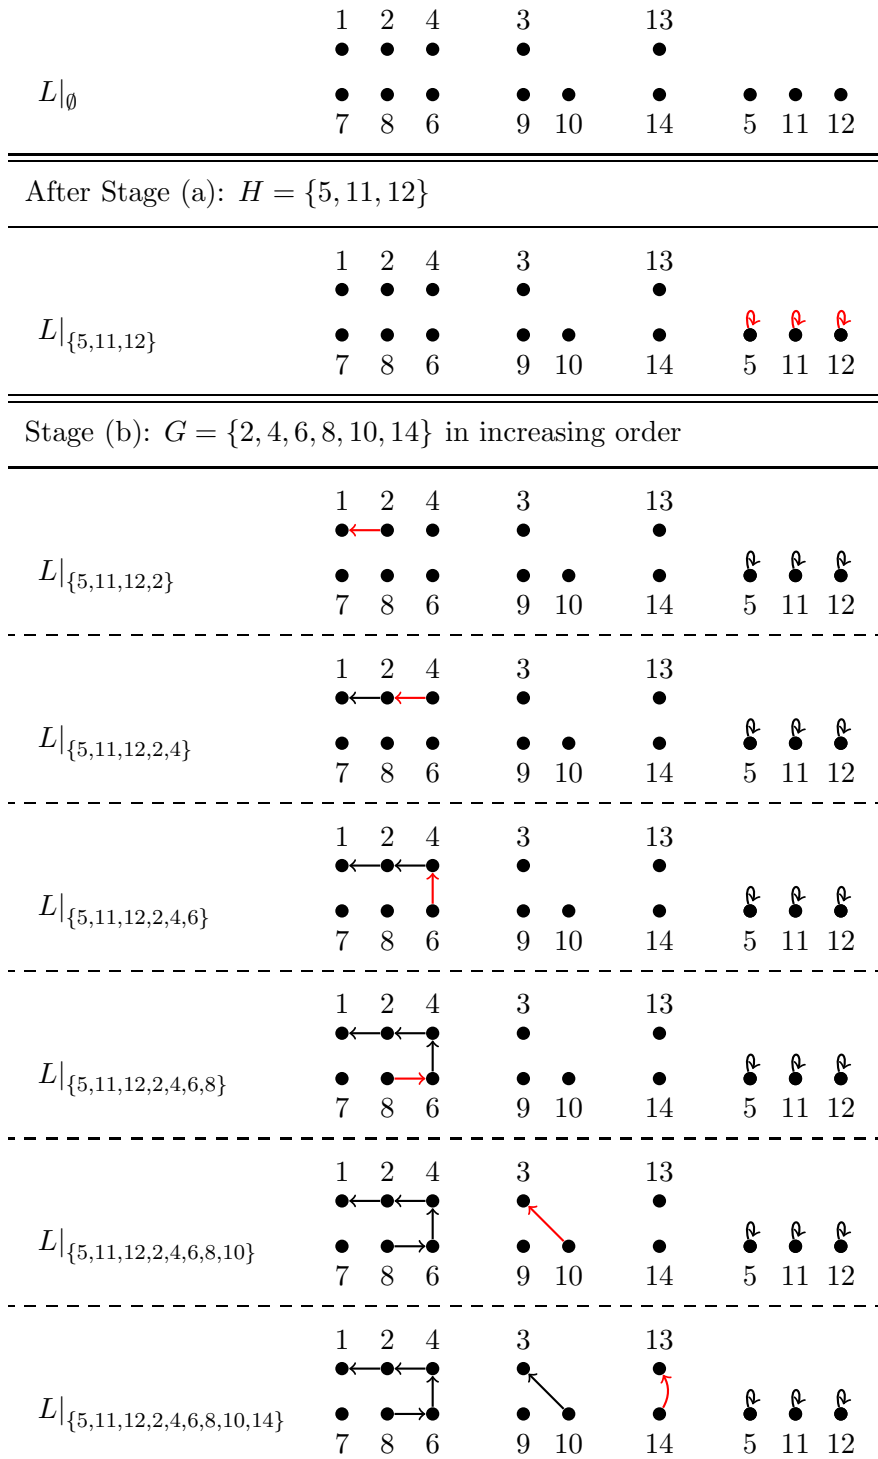 1 2 4 3 13
L|∅
7 8 6 9 10 14 5 11 12
After Stage (a): H = {5, 11, 12}
1 2 4 3 13
L|{5,11,12}
7 8 6 9 10 14 5 11 12
Stage (b): G = {2, 4, 6, 8, 10, 14} in increasing order
1 2 4 3 13
L|{5,11,12,2}
7 8 6 9 10 14 5 11 12
1 2 4 3 13
L|{5,11,12,2,4}
7 8 6 9 10 14 5 11 12
1 2 4 3 13
L|{5,11,12,2,4,6}
7 8 6 9 10 14 5 11 12
1 2 4 3 13
L|{5,11,12,2,4,6,8}
7 8 6 9 10 14 5 11 12
1 2 4 3 13
L|{5,11,12,2,4,6,8,10}
7 8 6 9 10 14 5 11 12
1 2 4 3 13
L|{5,11,12,2,4,6,8,10,14}
7 8 6 9 10 14 5 11 12